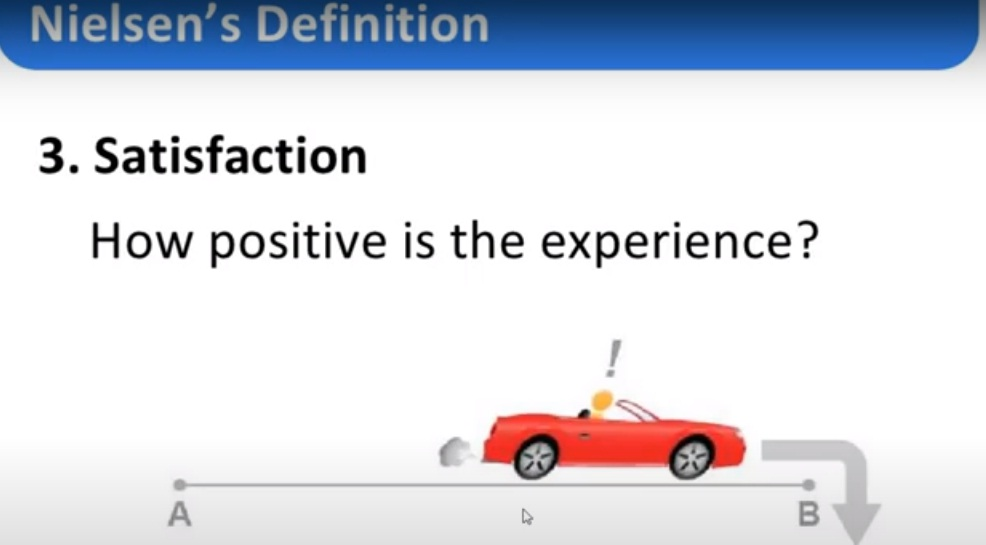 Nielsen's Definition
3. Satisfaction
How positive is the experience?
!
A
B